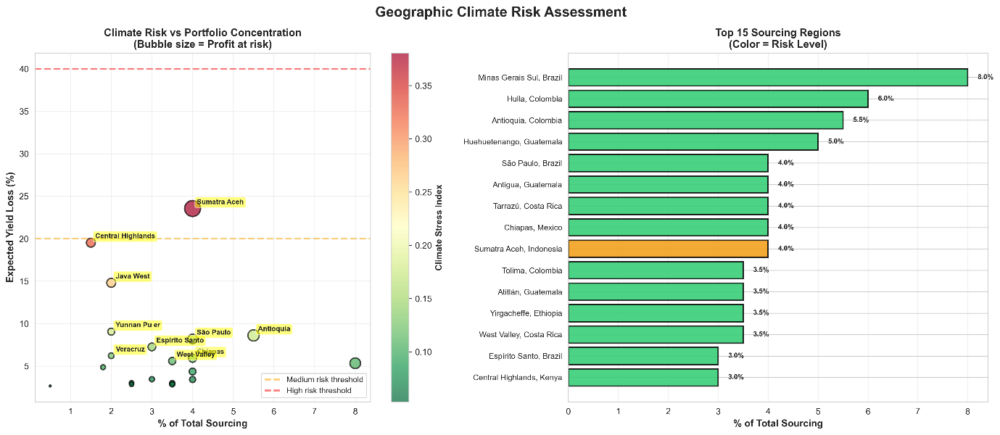 Geographic Climate Risk Assessment
Climate Risk vs Portfolio Concentration
(Bubble size = Profit at risk)
Expected Yield Loss (%)
40
35
30
25
20
15
10
5
Sumatra Aceh
Central Highlands
Java West
Yunnan Pu er
São Paulo
Antioquia
Espírito Santo
Veracruz
Chiapas
West Valley
Medium risk threshold
High risk threshold
1 2 3 4 5 6 7 8
% of Total Sourcing
0.35
0.30
0.25
0.20
0.15
0.10
Climate Stress Index
Top 15 Sourcing Regions
(Color = Risk Level)
Minas Gerais Sul, Brazil 8.0%
Huila, Colombia 6.0%
Antioquia, Colombia 5.5%
Huehuetenango, Guatemala 5.0%
São Paulo, Brazil 4.0%
Antigua, Guatemala 4.0%
Tarrazú, Costa Rica 4.0%
Chiapas, Mexico 4.0%
Sumatra Aceh, Indonesia 4.0%
Tolima, Colombia 3.5%
Atitlán, Guatemala 3.5%
Yirgacheffe, Ethiopia 3.5%
West Valley, Costa Rica 3.5%
Espírito Santo, Brazil 3.0%
Central Highlands, Kenya 3.0%
0 1 2 3 4 5 6 7 8
% of Total Sourcing